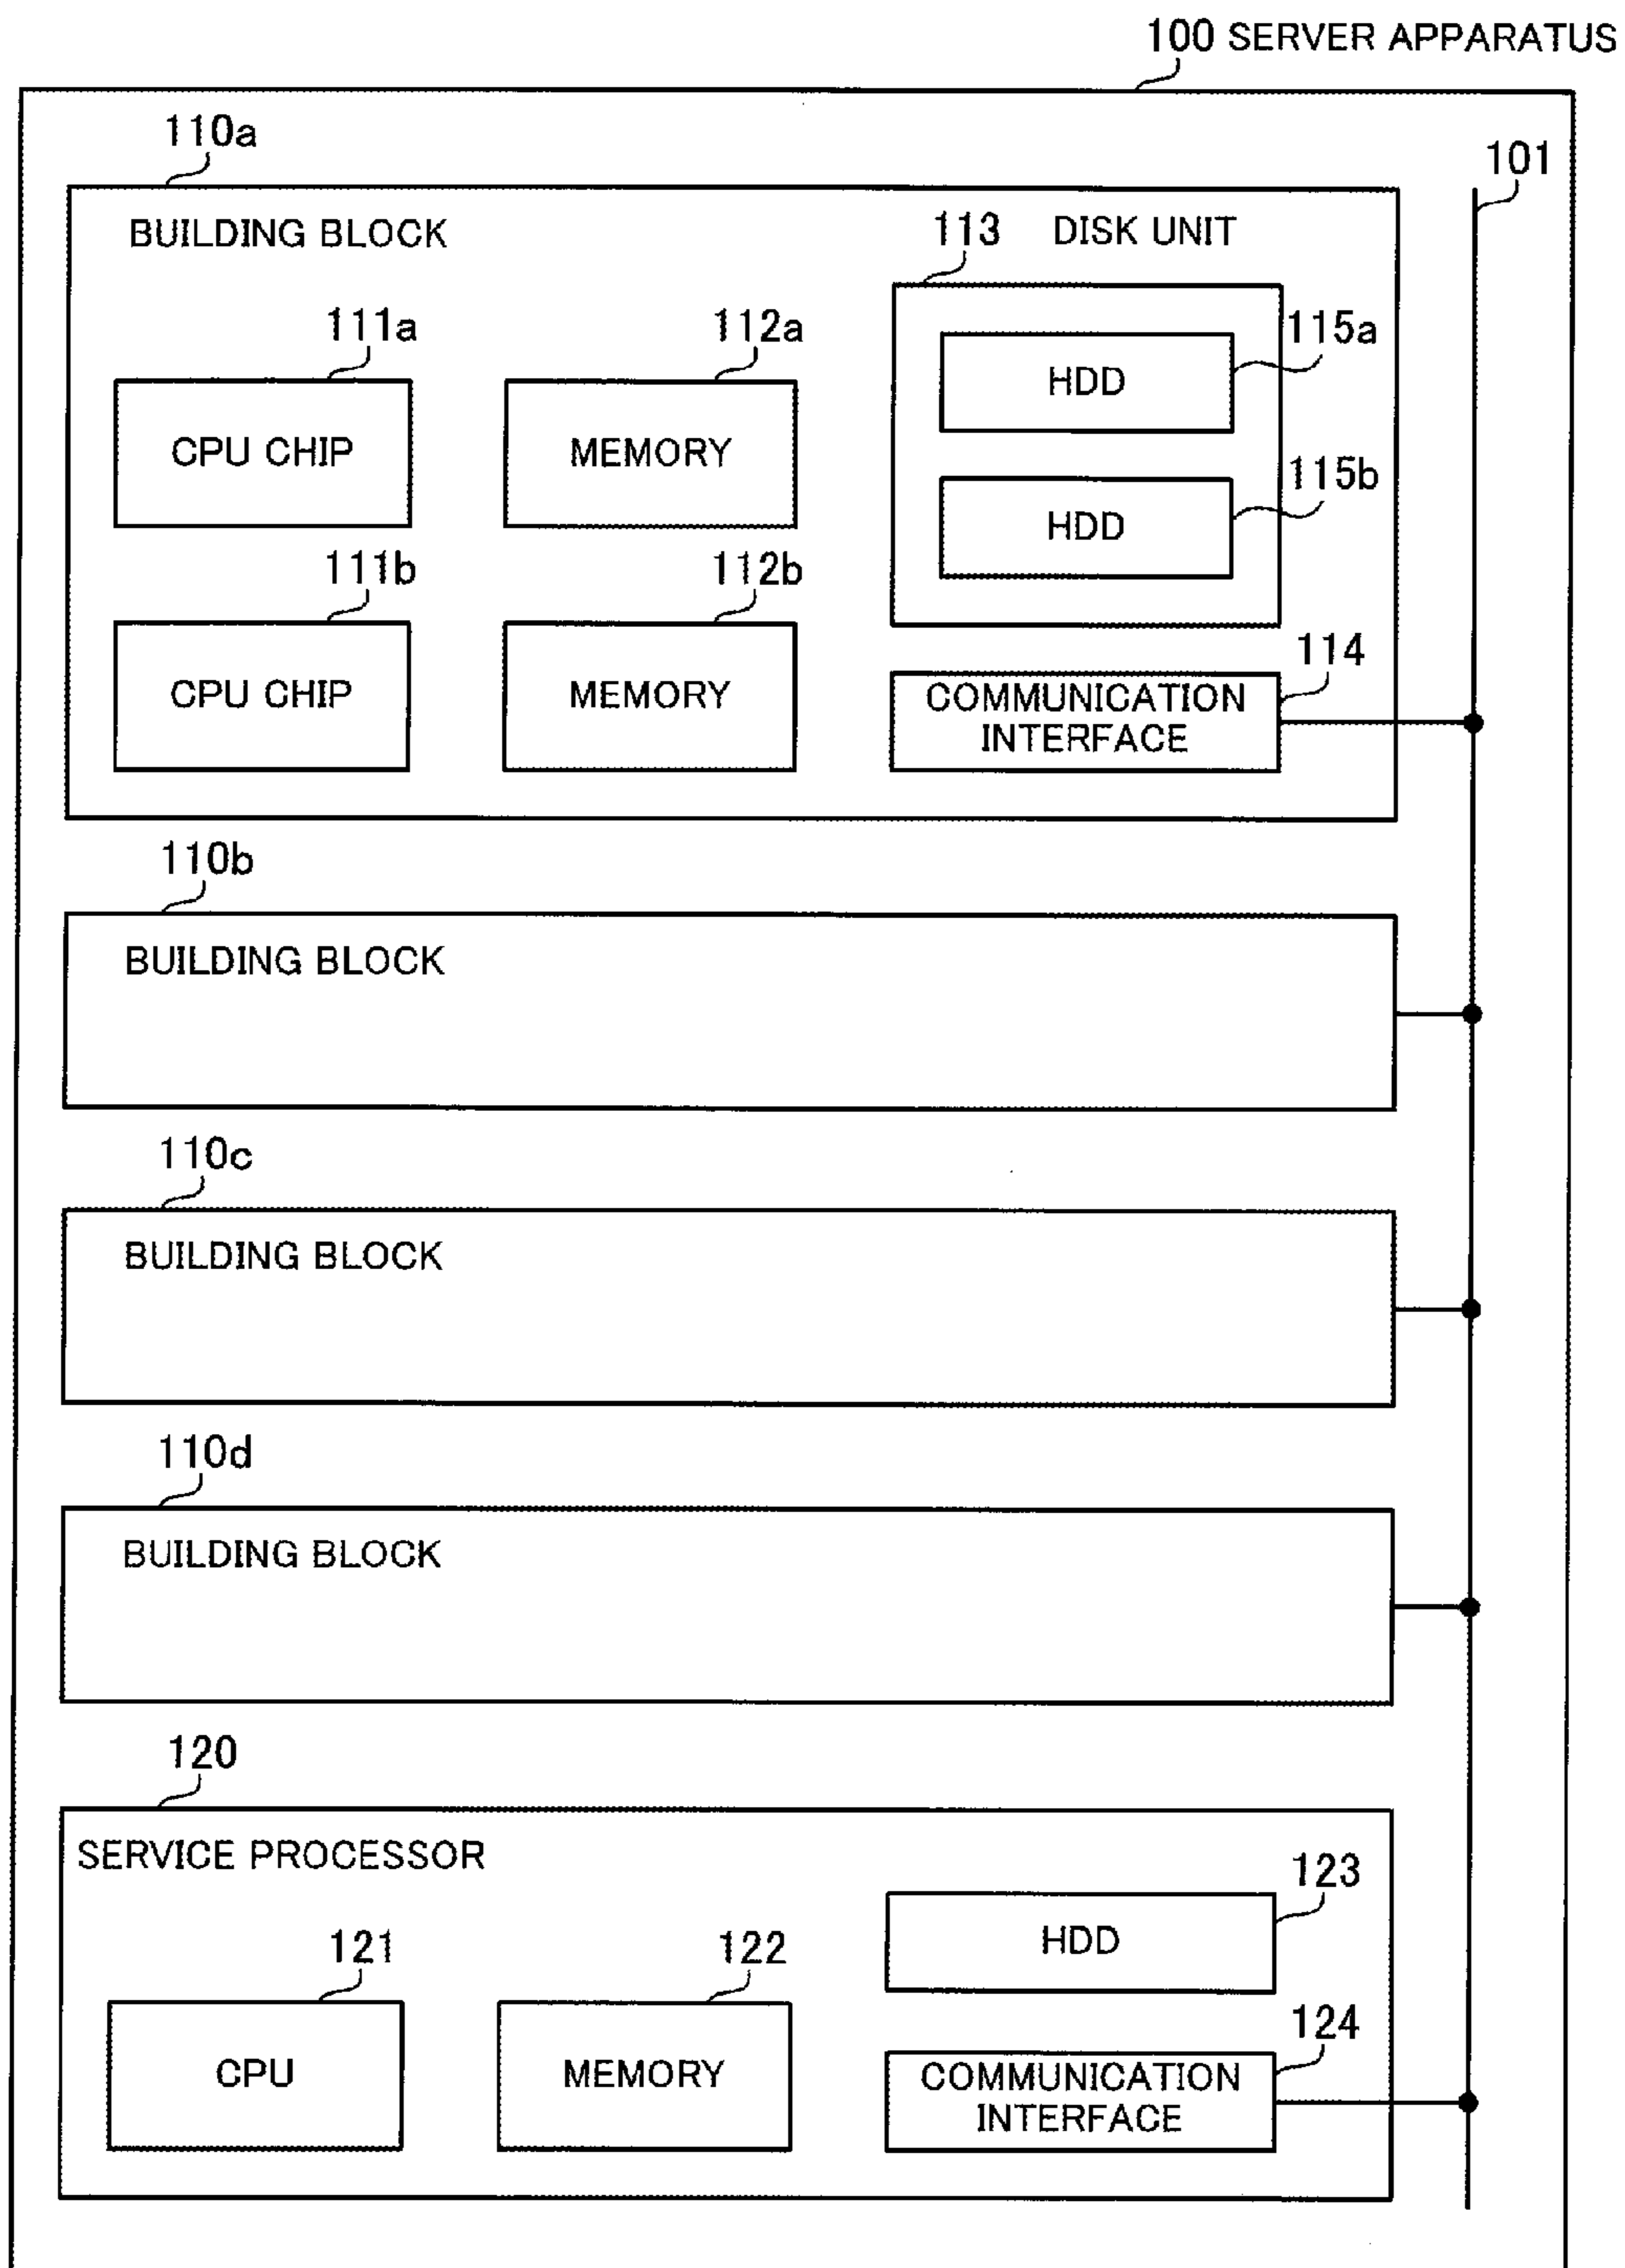 100 SERVER APPARATUS
110a
101
BUILDING BLOCK
113
DISK UNIT
111a
112a
115a
HDD
CPU CHIP
MEMORY
115b
HDD
111b
112b
114
CPU CHIP
MEMORY
COMMUNICATION
INTERFACE
110b
BUILDING BLOCK
110c
BUILDING BLOCK
110d
BUILDING BLOCK
120
SERVICE PROCESSOR
123
HDD
121
122
124
CPU
MEMORY
COMMUNICATION
INTERFACE